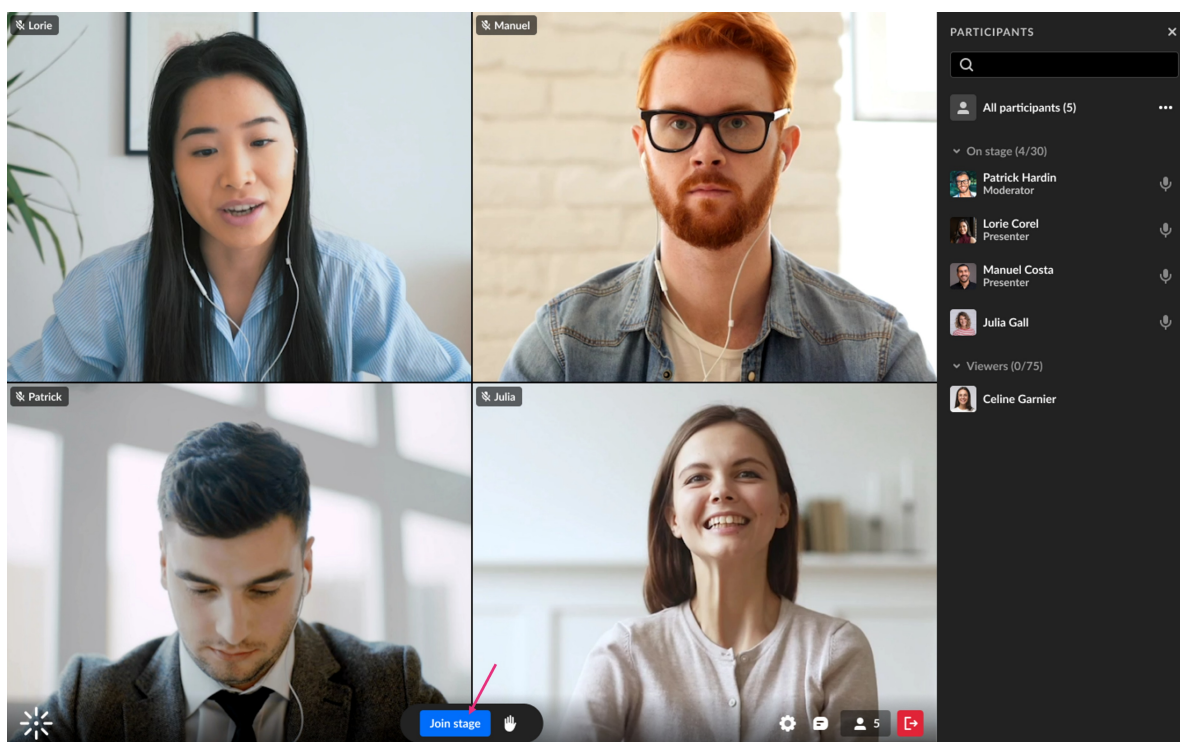 Lorie
Manuel
Patrick
Julia
Join stage
5
PARTICIPANTS
All participants (5)
On stage (4/30)
Patrick Hardin
Moderator
Lorie Corel
Presenter
Manuel Costa
Presenter
Julia Gall
Viewers (0/75)
Celine Garnier